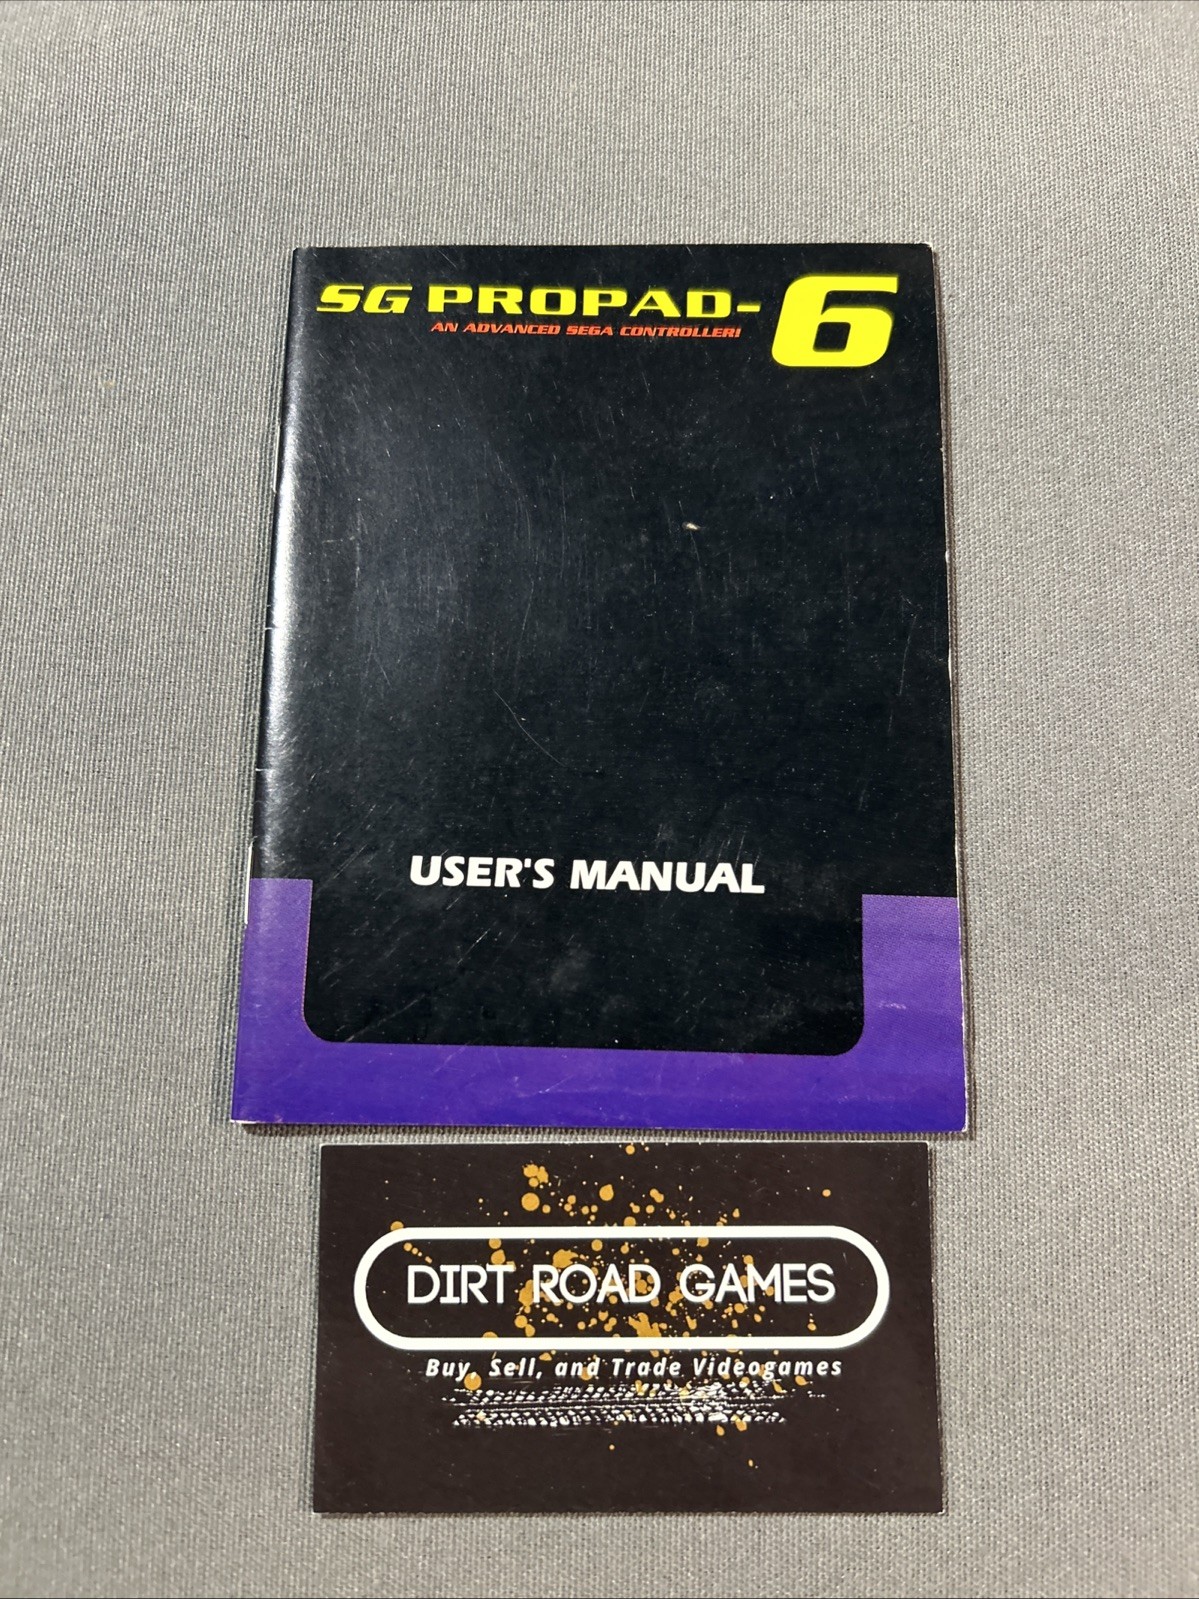 SG PROPAD-6
AN ADVANCED SEGA CONTROLLER!
USER'S MANUAL
DIRT ROAD GAMES
Buy, Sell, and Trade Videogames